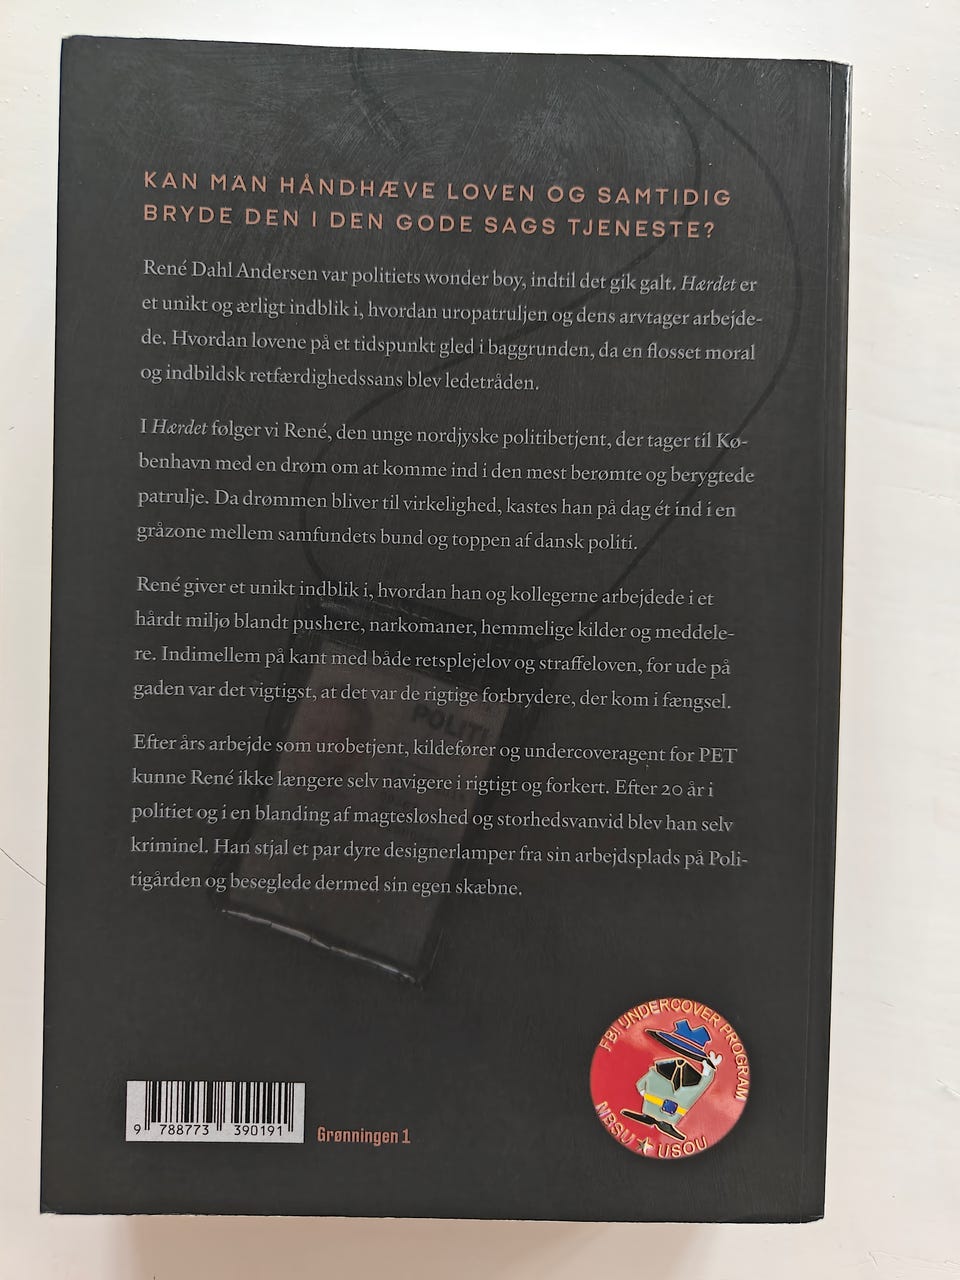 KAN MAN HÅNDHÆVE LOVEN OG SAMTIDIG
BRYDE DEN I DEN GODE SAGS TJENESTE?
René Dahl Andersen var politiets wonder boy, indtil det gik galt. Hærdet er
et unikt og ærligt indblik i, hvordan uropatruljen og dens arvtager arbejde-
de. Hvordan lovene på et tidspunkt gled i baggrunden, da en flosset moral
og indbildsk retfærdighedssans blev ledetråden.
I Hærdet følger vi René, den unge nordjyske politibetjent, der tager til Kø-
benhavn med en drøm om at komme ind i den mest berømte og berygtede
patrulje. Da drømmen bliver til virkelighed, kastes han på dag ét ind i en
gråzone mellem samfundets bund og toppen af dansk politi.
René giver et unikt indblik i, hvordan han og kollegerne arbejdede i et
hårdt miljø blandt pushere, narkomaner, hemmelige kilder og meddele-
re. Indimellem på kant med både retsplejelov og straffeloven, for ude på
gaden var det vigtigst, at det var de rigtige forbrydere, der kom i fængsel.
POLITI
Efter års arbejde som urobetjent, kildefører og undercoveragent for PET
kunne René ikke længere selv navigere i rigtigt og forkert. Efter 20 år i
politiet og i en blanding af magtesløshed og storhedsvanvid blev han selv
kriminel. Han stjal et par dyre designerlamper fra sin arbejdsplads på Poli-
tigården og beseglede dermed sin egen skæbne.
FBI UNDERCOVER PROGRAM
NBSU USOU
9 788773 390191
Grønningen 1